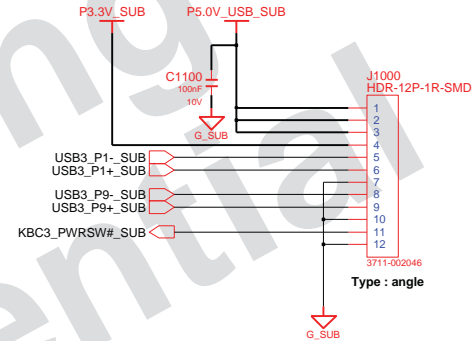 P3.3V_SUB P5.0V_USB_SUB
C1100
100nF
10V
G_SUB
J1000
HDR-12P-1R-SMD
1
2
3
4
USB3_P1-_SUB 5
USB3_P1+_SUB 6
7
USB3_P9-_SUB 8
USB3_P9+_SUB 9
10
KBC3_PWRSW#_SUB 11
12
3711-002046
Type : angle
G_SUB